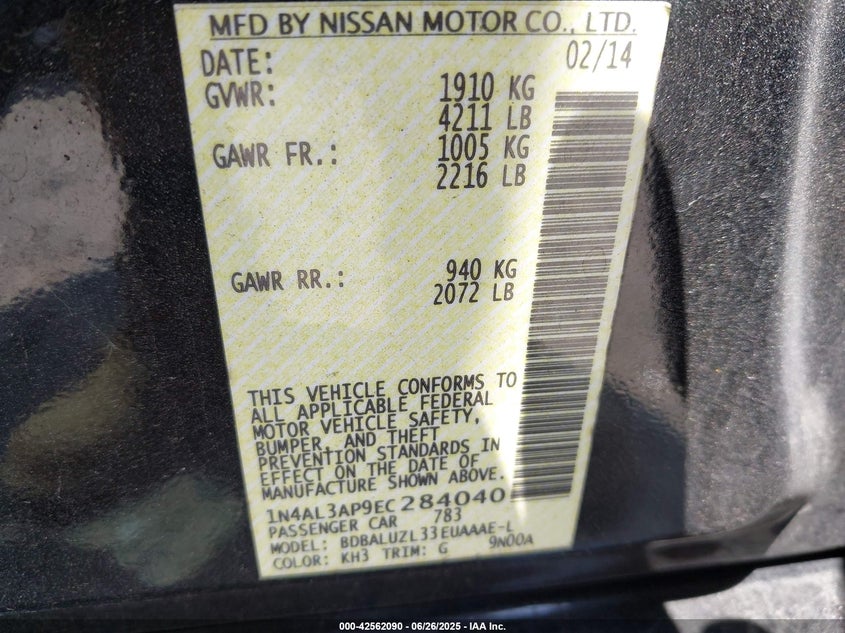 MFD BY NISSAN MOTOR CO., LTD.
DATE: 02/14
GVWR: 1910 KG
4211 LB
GAWR FR.: 1005 KG
2216 LB
GAWR RR.: 940 KG
2072 LB
THIS VEHICLE CONFORMS TO
ALL APPLICABLE FEDERAL
MOTOR VEHICLE SAFETY,
BUMPER, AND THEFT
PREVENTION STANDARDS IN
EFFECT ON THE DATE OF
MANUFACTURE SHOWN ABOVE.
1N4AL3AP9EC284040
PASSENGER CAR 783
MODEL: BDBALUZL33EUAAAE-L
COLOR: KH3 TRIM: G 9N00A
000-42562090 - 06/26/2025 - IAA Inc.